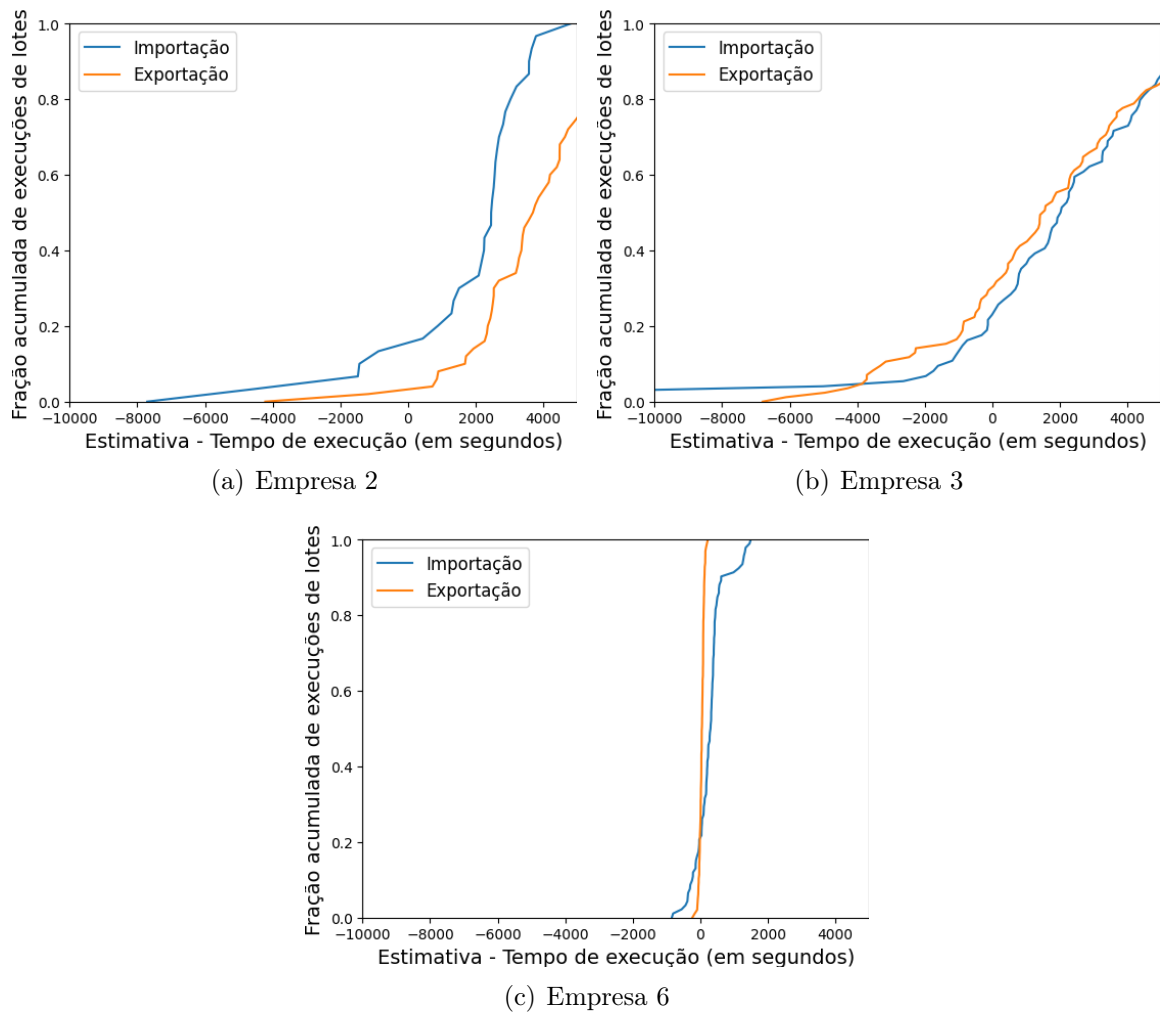 Fração acumulada de execuções de lotes
1.0
0.8
0.6
0.4
0.2
0.0
Importação
Exportação
−10000 −8000 −6000 −4000 −2000 0 2000 4000
Estimativa - Tempo de execução (em segundos)
(a) Empresa 2
Fração acumulada de execuções de lotes
1.0
0.8
0.6
0.4
0.2
0.0
Importação
Exportação
−10000 −8000 −6000 −4000 −2000 0 2000 4000
Estimativa - Tempo de execução (em segundos)
(b) Empresa 3
Fração acumulada de execuções de lotes
1.0
0.8
0.6
0.4
0.2
0.0
Importação
Exportação
−10000 −8000 −6000 −4000 −2000 0 2000 4000
Estimativa - Tempo de execução (em segundos)
(c) Empresa 6